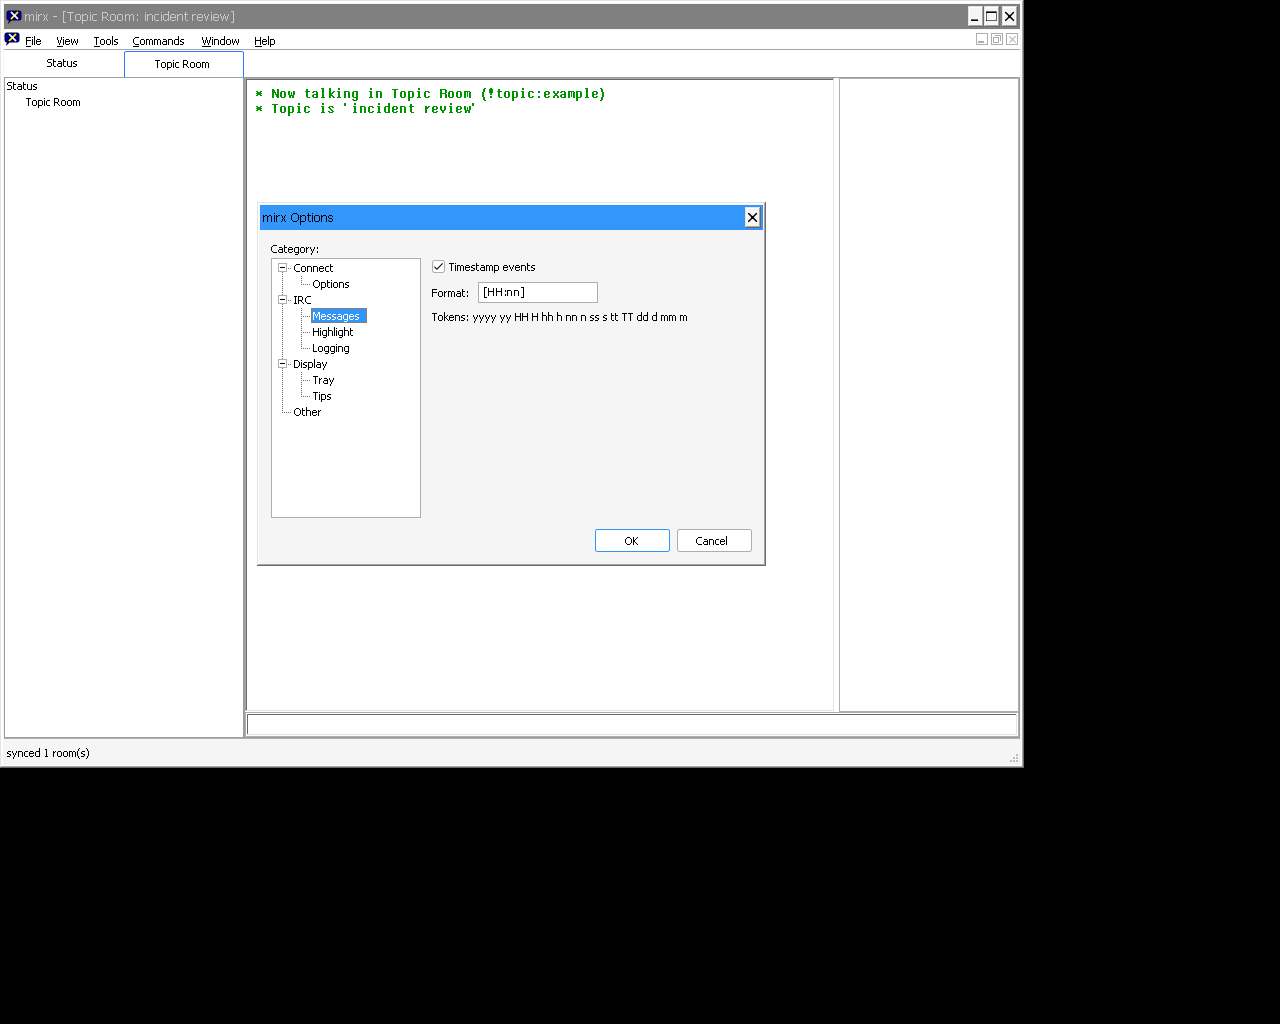 mirx - [Topic Room: incident review]
File View Tools Commands Window Help
Status Topic Room
Status
Topic Room
* Now talking in Topic Room (!topic:example)
* Topic is 'incident review'
mirx Options
Category:
Connect
Options
IRC
Messages
Highlight
Logging
Display
Tray
Tips
Other
Timestamp events
Format: [HH:nn]
Tokens: yyyy yy HH H hh h nn n ss s tt TT dd d mm m
OK Cancel
synced 1 room(s)